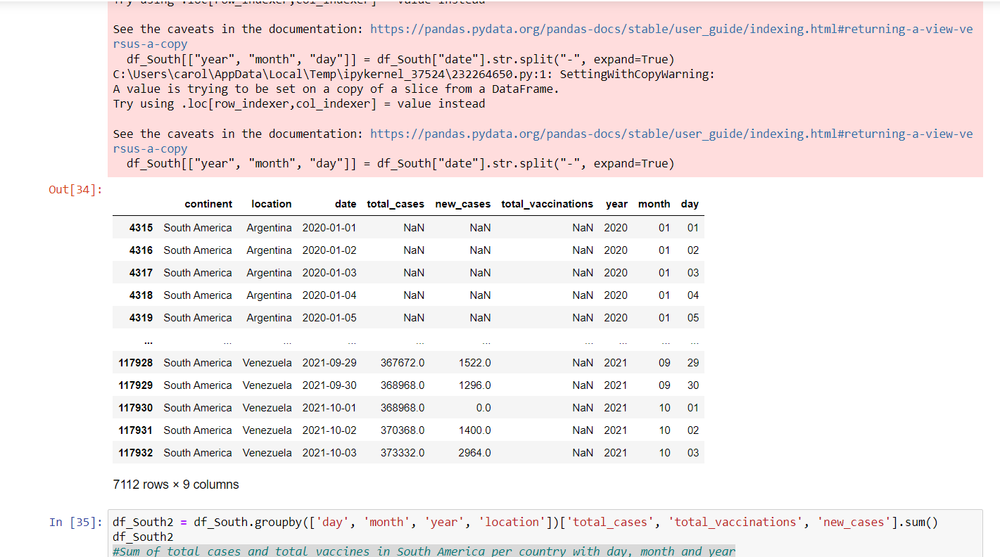 Try using .loc[row_indexer,col_indexer] = value instead
See the caveats in the documentation: https://pandas.pydata.org/pandas-docs/stable/user_guide/indexing.html#returning-a-view-ve
rsus-a-copy
df_South[["year", "month", "day"]] = df_South["date"].str.split("-", expand=True)
C:\Users\carol\AppData\Local\Temp\ipykernel_37524\232264650.py:1: SettingWithCopyWarning:
A value is trying to be set on a copy of a slice from a DataFrame.
Try using .loc[row_indexer,col_indexer] = value instead
See the caveats in the documentation: https://pandas.pydata.org/pandas-docs/stable/user_guide/indexing.html#returning-a-view-ve
rsus-a-copy
df_South[["year", "month", "day"]] = df_South["date"].str.split("-", expand=True)
Out[34]:
continent location date total_cases new_cases total_vaccinations year month day
4315 South America Argentina 2020-01-01 NaN NaN NaN 2020 01 01
4316 South America Argentina 2020-01-02 NaN NaN NaN 2020 01 02
4317 South America Argentina 2020-01-03 NaN NaN NaN 2020 01 03
4318 South America Argentina 2020-01-04 NaN NaN NaN 2020 01 04
4319 South America Argentina 2020-01-05 NaN NaN NaN 2020 01 05
... ... ... ... ... ... ... ... ... ...
117928 South America Venezuela 2021-09-29 367672.0 1522.0 NaN 2021 09 29
117929 South America Venezuela 2021-09-30 368968.0 1296.0 NaN 2021 09 30
117930 South America Venezuela 2021-10-01 368968.0 0.0 NaN 2021 10 01
117931 South America Venezuela 2021-10-02 370368.0 1400.0 NaN 2021 10 02
117932 South America Venezuela 2021-10-03 373332.0 2964.0 NaN 2021 10 03
7112 rows × 9 columns
In [35]: df_South2 = df_South.groupby(['day', 'month', 'year', 'location'])['total_cases', 'total_vaccinations', 'new_cases'].sum()
df_South2
#Sum of total cases and total vaccines in South America per country with day, month and year